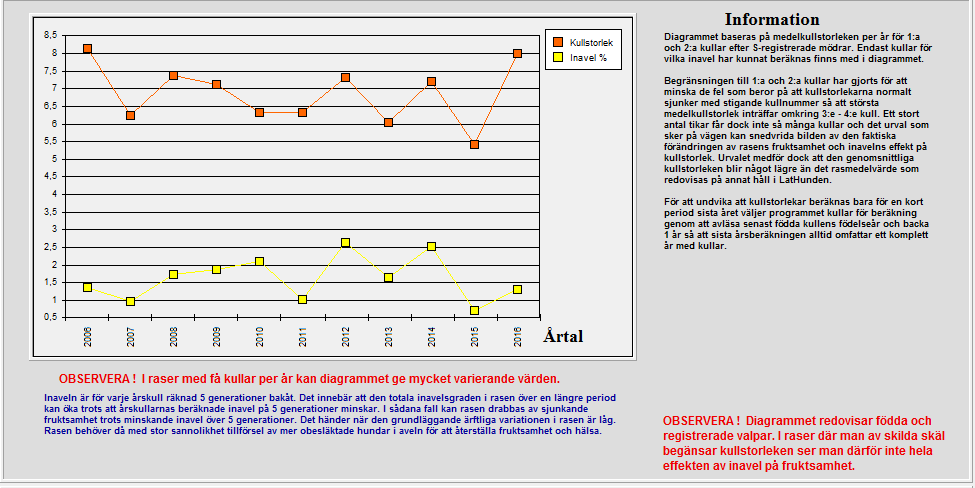 8,5
8
7,5
7
6,5
6
5,5
5
4,5
4
3,5
3
2,5
2
1,5
1
0,5
2006
2007
2008
2009
2010
2011
2012
2013
2014
2015
2016
Årtal
Kullstorlek
Inavel %
OBSERVERA ! I raser med få kullar per år kan diagrammet ge mycket varierande värden.
Inaveln är för varje årskull räknad 5 generationer bakåt. Det innebär att den totala inavelsgraden i rasen över en längre period
kan öka trots att årskullarnas beräknade inavel på 5 generationer minskar. I sådana fall kan rasen drabbas av sjunkande
fruktsamhet trots minskande inavel över 5 generationer. Det händer när den grundläggande ärftliga variationen i rasen är låg.
Rasen behöver då med stor sannolikhet tillförsel av mer obesläktade hundar i aveln för att återställa fruktsamhet och hälsa.
Information
Diagrammet baseras på medelkullstorleken per år för 1:a
och 2:a kullar efter S-registrerade mödrar. Endast kullar för
vilka inavel har kunnat beräknas finns med i diagrammet.
Begränsningen till 1:a och 2:a kullar har gjorts för att
minska de fel som beror på att kullstorlekarna normalt
sjunker med stigande kullnummer så att största
medelkullstorlek inträffar omkring 3:e - 4:e kull. Ett stort
antal tikar får dock inte så många kullar och det urval som
sker på vägen kan snedvrida bilden av den faktiska
förändringen av rasens fruktsamhet och inavelns effekt på
kullstorlek. Urvalet medför dock att den genomsnittliga
kullstorleken blir något lägre än det rasmedelvärde som
redovisas på annat håll i LatHunden.
För att undvika att kullstorlekar beräknas bara för en kort
period sista året väljer programmet kullar för beräkning
genom att avläsa senast födda kullens födelseår och backa
1 år så att sista årsberäkningen alltid omfattar ett komplett
år med kullar.
OBSERVERA ! Diagrammet redovisar födda och
registrerade valpar. I raser där man av skilda skäl
begänsar kullstorleken ser man därför inte hela
effekten av inavel på fruktsamhet.